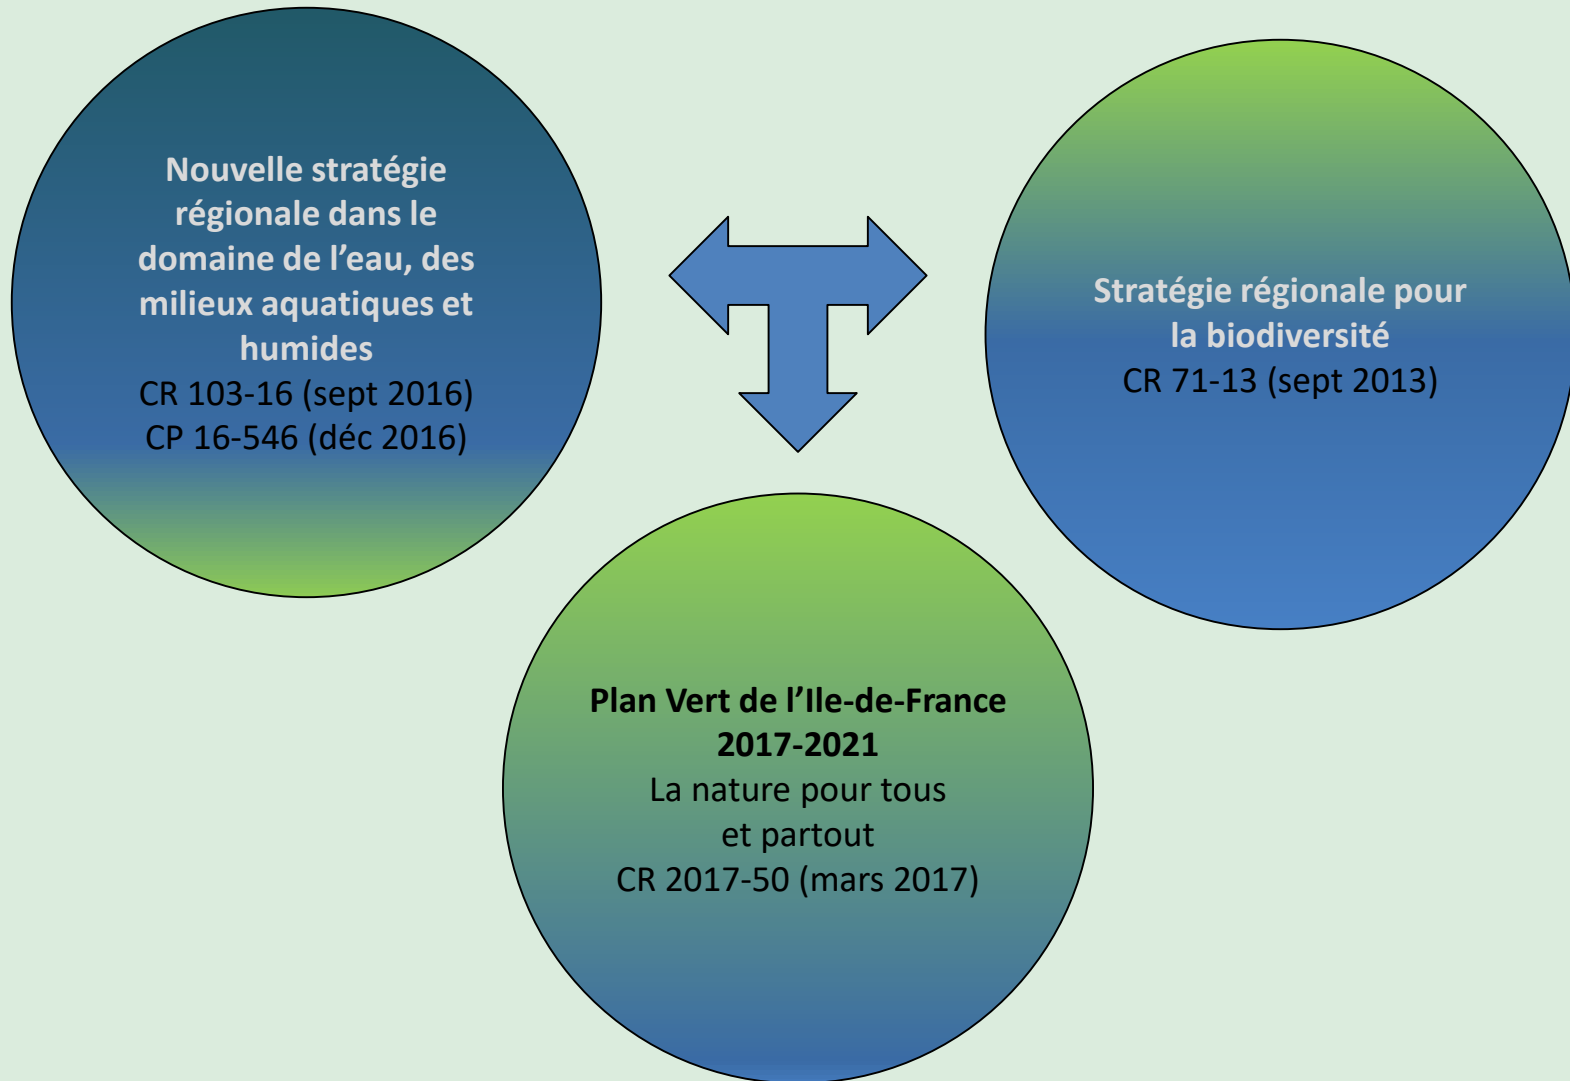 Nouvelle stratégie
régionale dans le
domaine de l’eau, des
milieux aquatiques et
humides
CR 103-16 (sept 2016)
CP 16-546 (déc 2016)
Stratégie régionale pour
la biodiversité
CR 71-13 (sept 2013)
Plan Vert de l’Ile-de-France
2017-2021
La nature pour tous
et partout
CR 2017-50 (mars 2017)